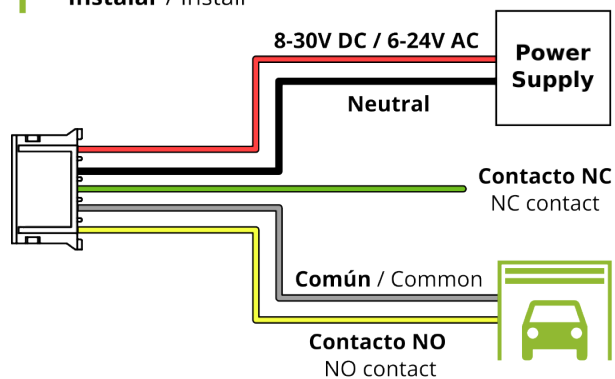 Instalar / Install
8-30V DC / 6-24V AC
Power
Supply
Neutral
Contacto NC
NC contact
Común / Common
Contacto NO
NO contact